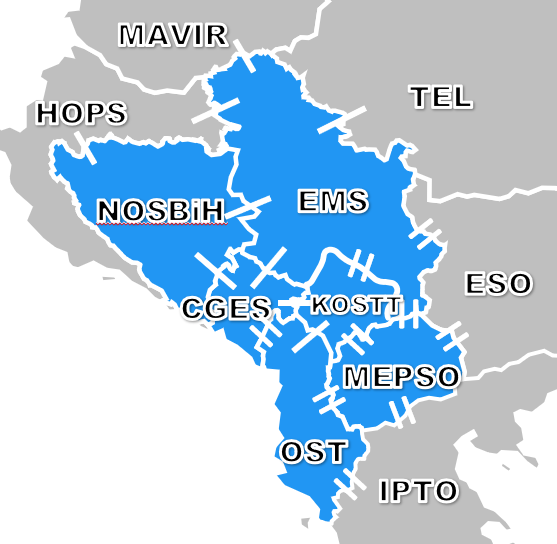 MAVIR
TEL
HOPS
EMS
NOSBiH
ESO
CGES
KOSTT
MEPSO
OST
IPTO